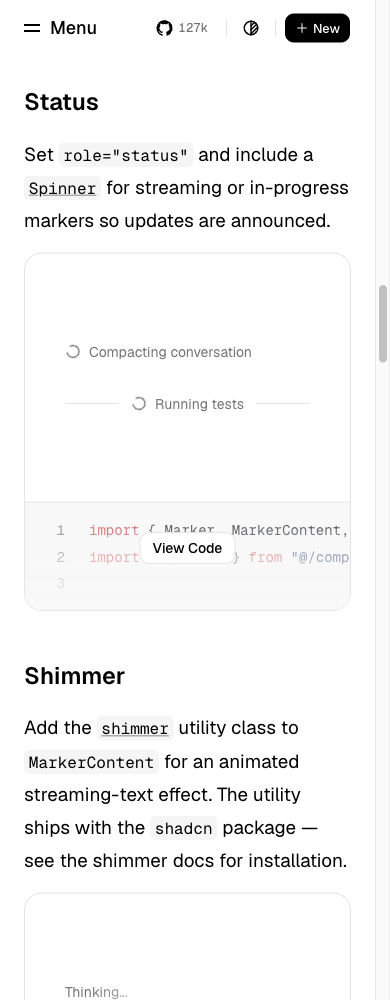 Menu
127k
New
Status
Set role="status" and include a
Spinner for streaming or in-progress
markers so updates are announced.
Compacting conversation
Running tests
1 import { Marker, MarkerContent,
2 import } from "@/comp
View Code
3
Shimmer
Add the shimmer utility class to
MarkerContent for an animated
streaming-text effect. The utility
ships with the shadcn package —
see the shimmer docs for installation.
Thinking...